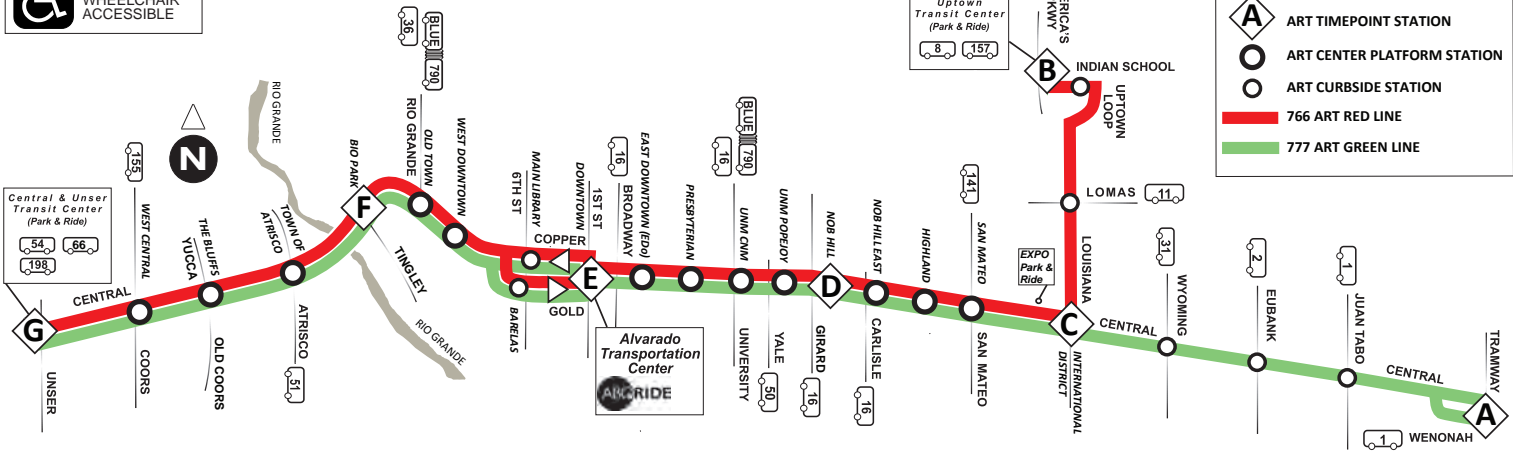 WHEELCHAIR
ACCESSIBLE
36
BLUE
790
Uptown
Transit Center
(Park & Ride)
8
157
ERICA'S
KWY
A
ART TIMEPOINT STATION
ART CENTER PLATFORM STATION
ART CURBSIDE STATION
766 ART RED LINE
777 ART GREEN LINE
B
INDIAN SCHOOL
UPTOWN
LOOP
LOMAS
11
LOUISIANA
N
RIO GRANDE
155
Central & Unser
Transit Center
(Park & Ride)
54
66
198
G
UNSER
CENTRAL
WEST CENTRAL
COORS
THE BLUFFS
YUCCA
OLD COORS
TOWN OF
ATRISCO
ATRISCO
51
BIO PARK
F
TINGLEY
RIO GRANDE
RIO GRANDE
OLD TOWN
WEST DOWNTOWN
MAIN LIBRARY
6TH ST
COPPER
GOLD
BARELAS
DOWNTOWN
1ST ST
E
Alvarado
Transportation
Center
ABQ RIDE
16
BROADWAY
EAST DOWNTOWN (EDo)
PRESBYTERIAN
16
BLUE
790
UNM CNM
UNIVERSITY
UNM POPEJOY
YALE
50
NOB HILL
D
GIRARD
16
NOB HILL EAST
CARLISLE
16
HIGHLAND
141
SAN MATEO
SAN MATEO
EXPO
Park &
Ride
C
INTERNATIONAL
DISTRICT
CENTRAL
31
WYOMING
2
EUBANK
1
JUAN TABO
CENTRAL
TRAMWAY
A
1
WENONAH